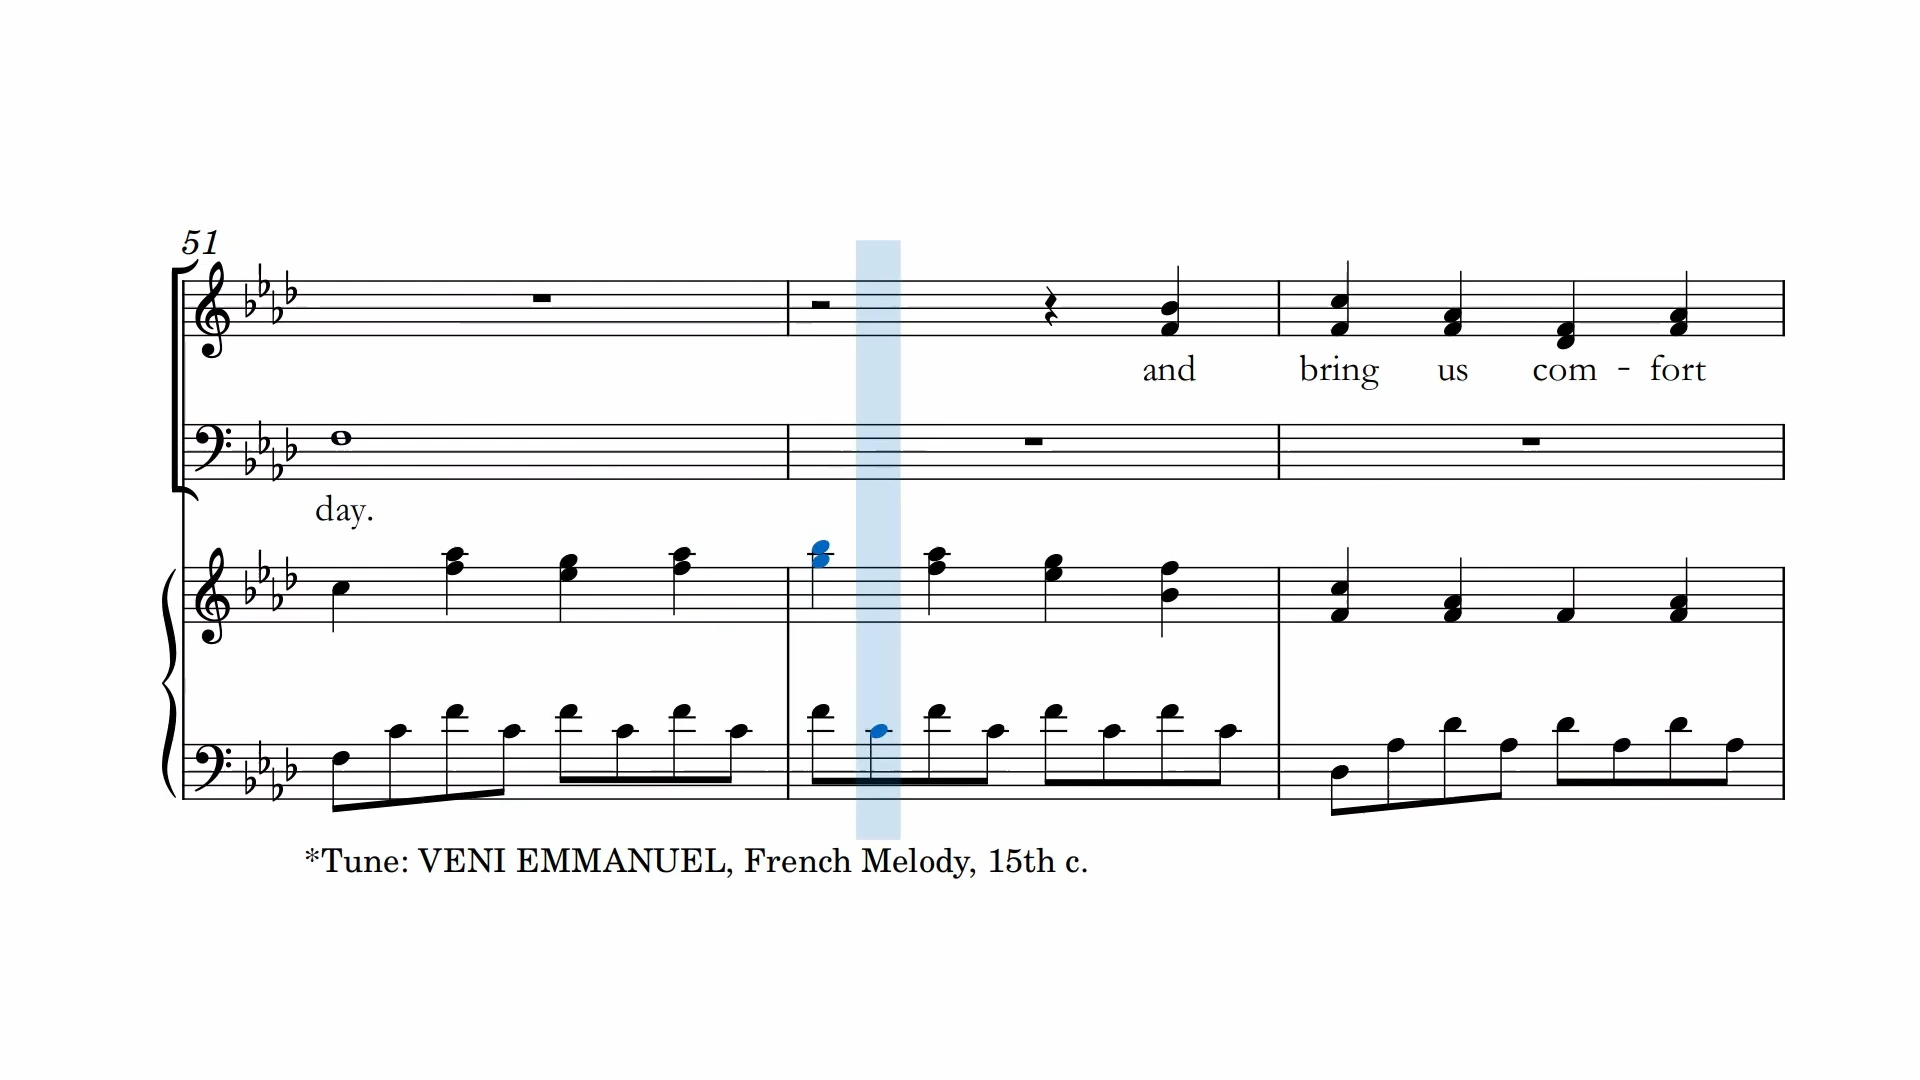 51
and bring us com - fort
day.
*Tune: VENI EMMANUEL, French Melody, 15th c.